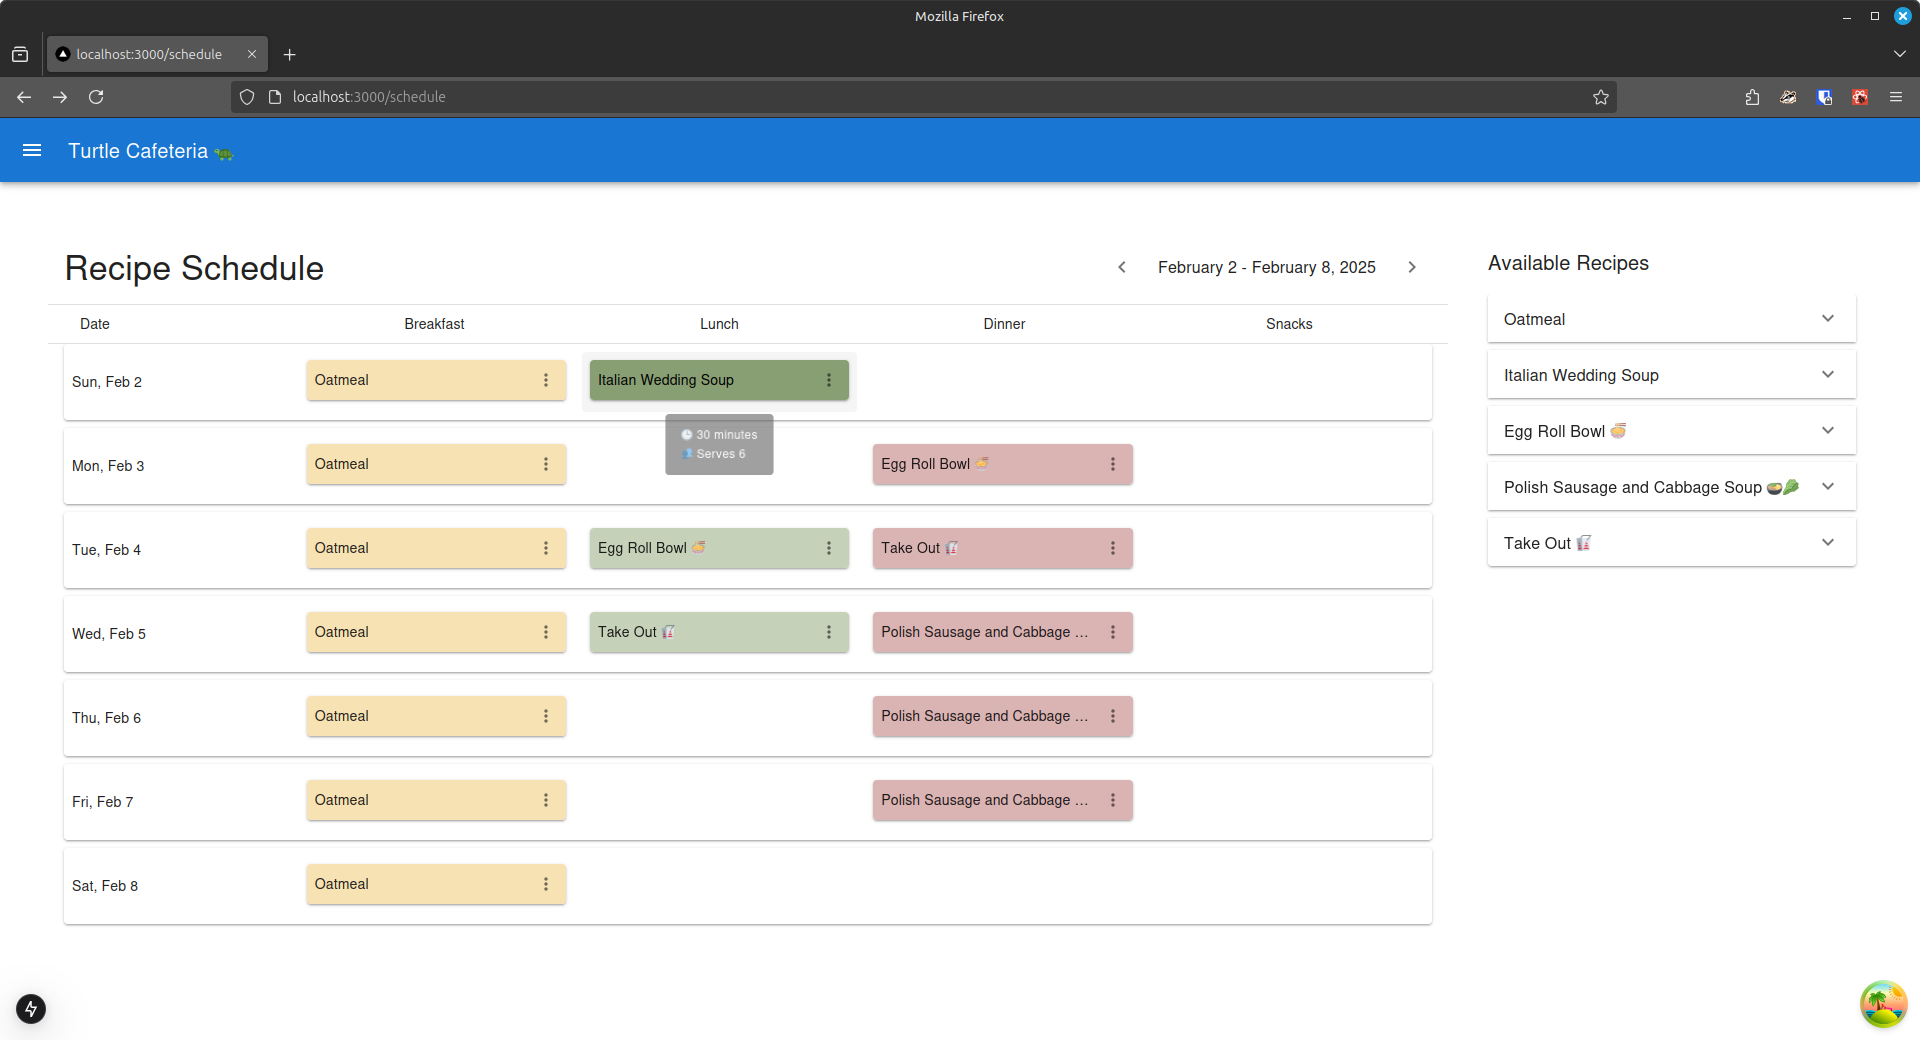 Mozilla Firefox
localhost:3000/schedule
localhost:3000/schedule
Turtle Cafeteria 🐢
Recipe Schedule
February 2 - February 8, 2025
Available Recipes
Date Breakfast Lunch Dinner Snacks
Sun, Feb 2 Oatmeal Italian Wedding Soup
🕒 30 minutes
👥 Serves 6
Mon, Feb 3 Oatmeal Egg Roll Bowl 🍜
Tue, Feb 4 Oatmeal Egg Roll Bowl 🍜 Take Out 🥡
Wed, Feb 5 Oatmeal Take Out 🥡 Polish Sausage and Cabbage ...
Thu, Feb 6 Oatmeal Polish Sausage and Cabbage ...
Fri, Feb 7 Oatmeal Polish Sausage and Cabbage ...
Sat, Feb 8 Oatmeal
Oatmeal
Italian Wedding Soup
Egg Roll Bowl 🍜
Polish Sausage and Cabbage Soup 🍲🥬
Take Out 🥡